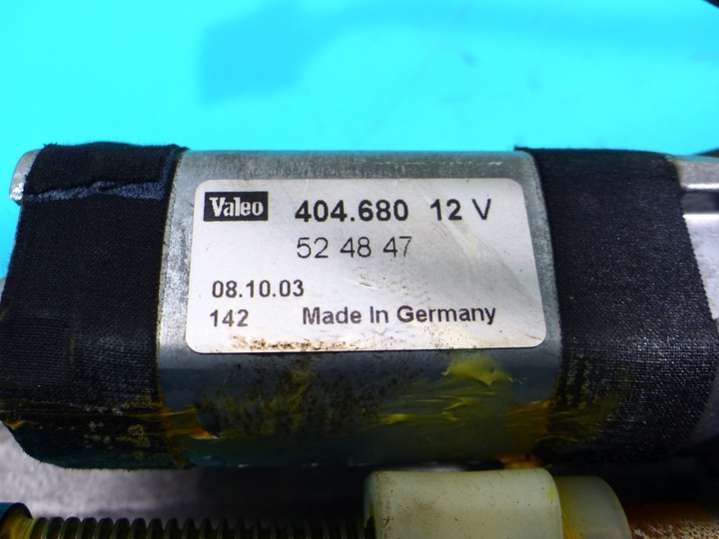 Valeo 404.680 12 V
52 48 47
08.10.03
142 Made In Germany